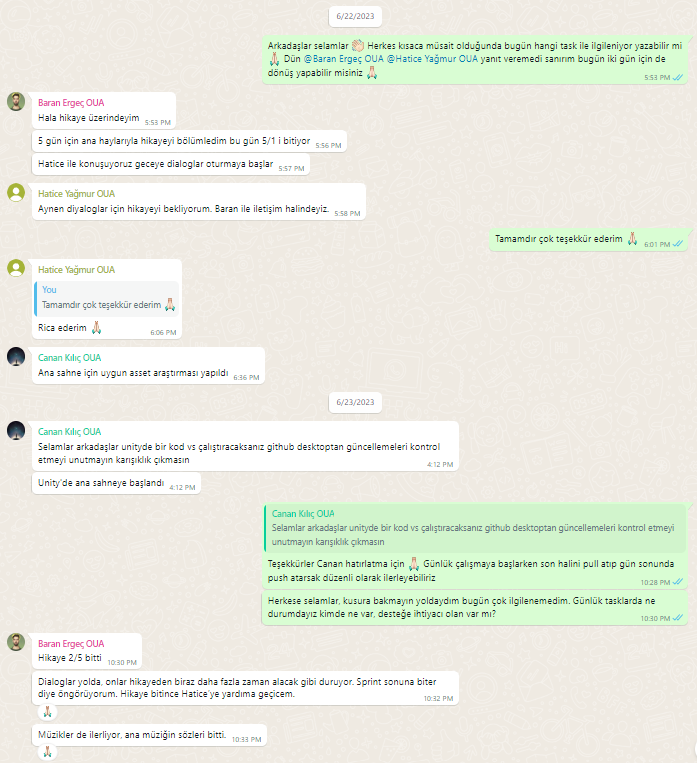 6/22/2023
Arkadaşlar selamlar 👏🏻 Herkes kısaca müsait olduğunda bugün hangi task ile ilgileniyor yazabilir mi
🙏🏻 Dün @Baran Ergeç OUA @Hatice Yağmur OUA yanıt veremedi sanırım bugün iki gün için de
dönüş yapabilir misiniz 🙏🏻
5:53 PM
Baran Ergeç OUA
Hala hikaye üzerindeyim 5:53 PM
5 gün için ana haylarıyla hikayeyi bölümledim bu gün 5/1 i bitiyor 5:56 PM
Hatice ile konuşuyoruz geceye dialoglar oturmaya başlar 5:57 PM
Hatice Yağmur OUA
Aynen diyaloglar için hikayeyi bekliyorum. Baran ile iletişim halindeyiz. 5:58 PM
Tamamdır çok teşekkür ederim 🙏🏻 6:01 PM
Hatice Yağmur OUA
You
Tamamdır çok teşekkür ederim 🙏🏻
Rica ederim 🙏🏻 6:06 PM
Canan Kılıç OUA
Ana sahne için uygun asset araştırması yapıldı 6:36 PM
6/23/2023
Canan Kılıç OUA
Selamlar arkadaşlar unityde bir kod vs çalıştıracaksanız github desktoptan güncellemeleri kontrol
etmeyi unutmayın karışıklık çıkmasın
4:12 PM
Unity'de ana sahneye başlandı 4:12 PM
Canan Kılıç OUA
Selamlar arkadaşlar unityde bir kod vs çalıştıracaksanız github desktoptan güncellemeleri kontrol etmeyi
unutmayın karışıklık çıkmasın
Teşekkürler Canan hatırlatma için 🙏🏻 Günlük çalışmaya başlarken son halini pull atıp gün sonunda
push atarsak düzenli olarak ilerleyebiliriz
10:28 PM
Herkese selamlar, kusura bakmayın yoldaydım bugün çok ilgilenemedim. Günlük tasklarda ne
durumdayız kimde ne var, desteğe ihtiyacı olan var mı?
10:30 PM
Baran Ergeç OUA
Hikaye 2/5 bitti 10:30 PM
Dialoglar yolda, onlar hikayeden biraz daha fazla zaman alacak gibi duruyor. Sprint sonuna biter
diye öngörüyorum. Hikaye bitince Hatice'ye yardıma geçicem.
10:32 PM
🙏🏻
Müzikler de ilerliyor, ana müziğin sözleri bitti. 10:33 PM
🙏🏻